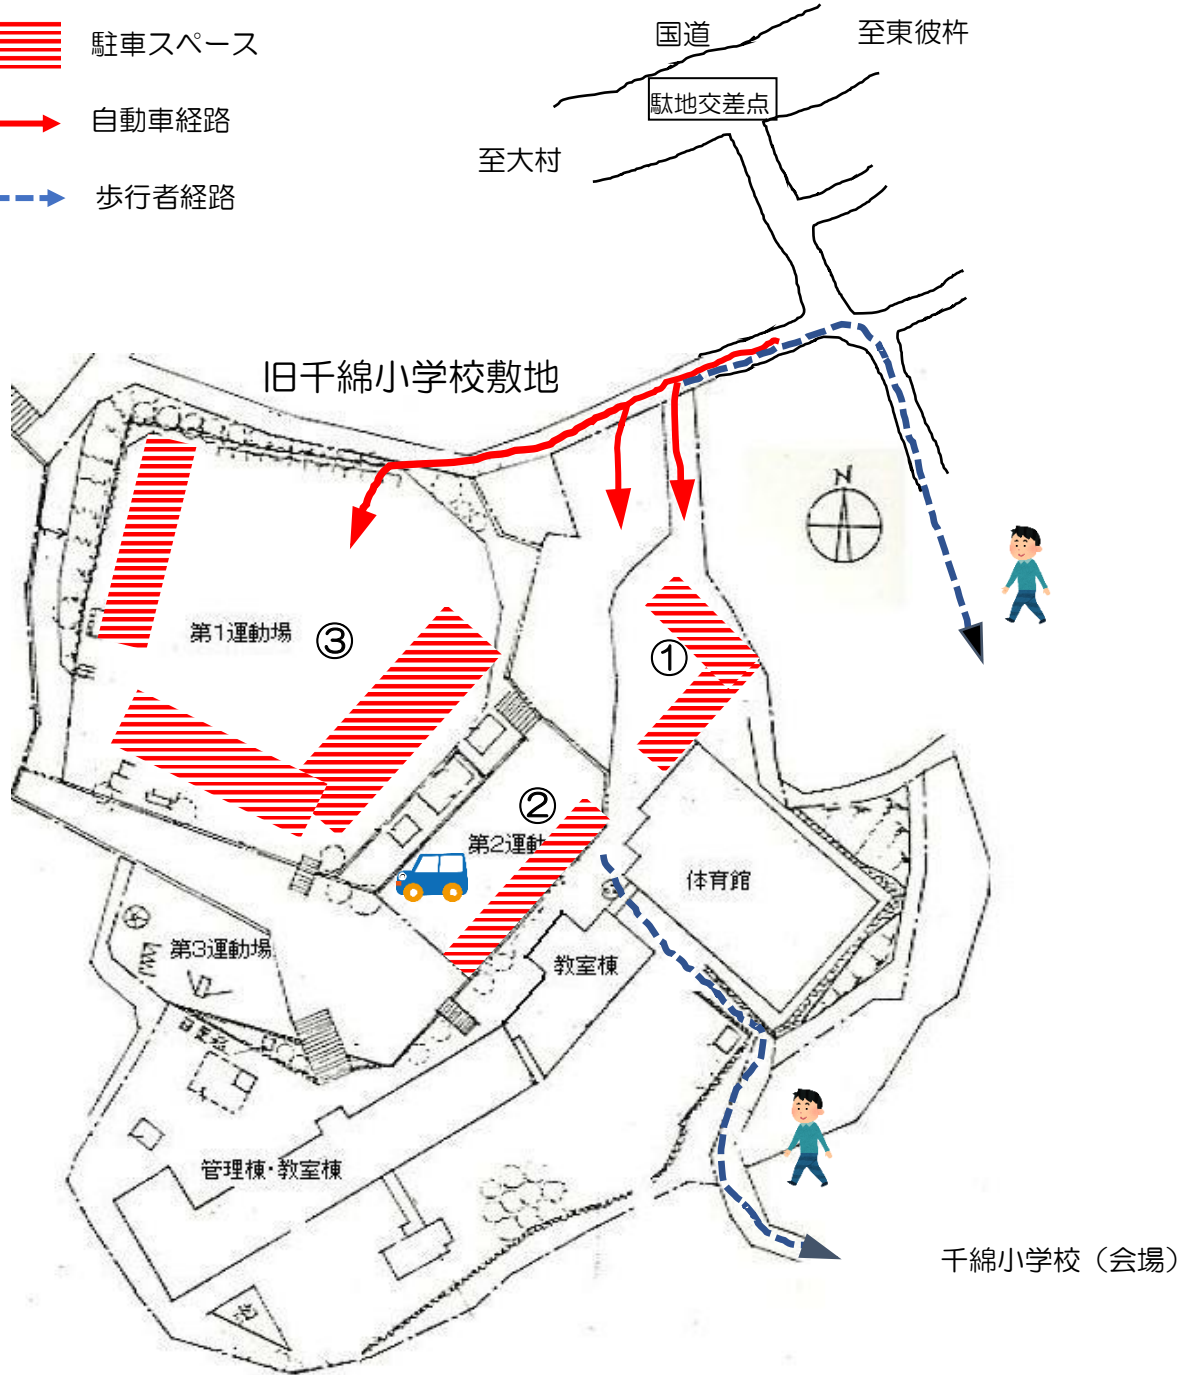 駐車スペース
自動車経路
歩行者経路
国道
至東彼杵
駄地交差点
至大村
旧千綿小学校敷地
N
第1運動場
③
①
②
第2運動
体育館
教室棟
第3運動場
管理棟・教室棟
池
千綿小学校（会場）